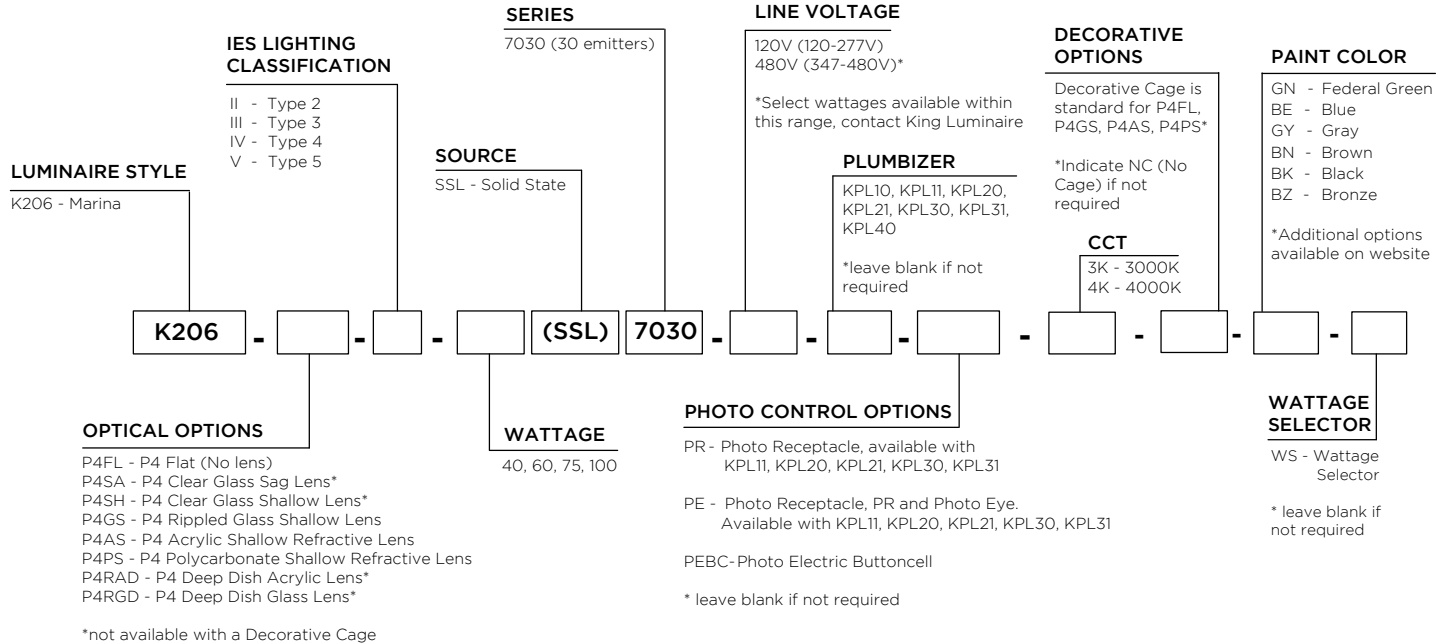 LUMINAIRE STYLE
K206 - Marina
IES LIGHTING
CLASSIFICATION
II - Type 2
III - Type 3
IV - Type 4
V - Type 5
SOURCE
SSL - Solid State
SERIES
7030 (30 emitters)
LINE VOLTAGE
120V (120-277V)
480V (347-480V)*
*Select wattages available within
this range, contact King Luminaire
PLUMBIZER
KPL10, KPL11, KPL20,
KPL21, KPL30, KPL31,
KPL40
*leave blank if not
required
DECORATIVE
OPTIONS
Decorative Cage is
standard for P4FL,
P4GS, P4AS, P4PS*
*Indicate NC (No
Cage) if not
required
CCT
3K - 3000K
4K - 4000K
PAINT COLOR
GN - Federal Green
BE - Blue
GY - Gray
BN - Brown
BK - Black
BZ - Bronze
*Additional options
available on website
K206 - - - (SSL) 7030 - - - - - - -
OPTICAL OPTIONS
P4FL - P4 Flat (No lens)
P4SA - P4 Clear Glass Sag Lens*
P4SH - P4 Clear Glass Shallow Lens*
P4GS - P4 Rippled Glass Shallow Lens
P4AS - P4 Acrylic Shallow Refractive Lens
P4PS - P4 Polycarbonate Shallow Refractive Lens
P4RAD - P4 Deep Dish Acrylic Lens*
P4RGD - P4 Deep Dish Glass Lens*
*not available with a Decorative Cage
WATTAGE
40, 60, 75, 100
PHOTO CONTROL OPTIONS
PR - Photo Receptacle, available with
KPL11, KPL20, KPL21, KPL30, KPL31
PE - Photo Receptacle, PR and Photo Eye.
Available with KPL11, KPL20, KPL21, KPL30, KPL31
PEBC-Photo Electric Buttoncell
* leave blank if not required
WATTAGE
SELECTOR
WS - Wattage
Selector
* leave blank if
not required